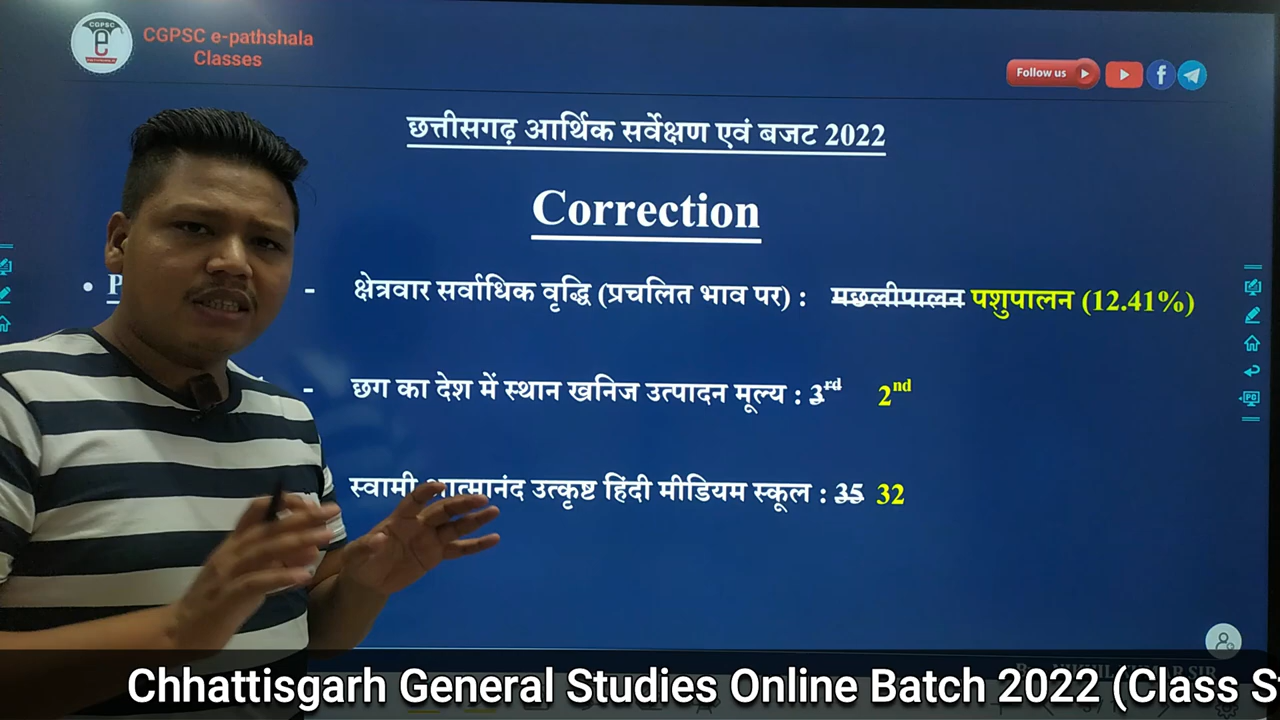 CGPSC
e
CGPSC e-pathshala
Classes
Follow us
छत्तीसगढ़ आर्थिक सर्वेक्षण एवं बजट 2022
Correction
• P - क्षेत्रवार सर्वाधिक वृद्धि (प्रचलित भाव पर) : मछलीपालन पशुपालन (12.41%)
- छग का देश में स्थान खनिज उत्पादन मूल्य : 3rd 2nd
स्वामी आत्मानंद उत्कृष्ट हिंदी मीडियम स्कूल : 35 32
Chhattisgarh General Studies Online Batch 2022 (Class S